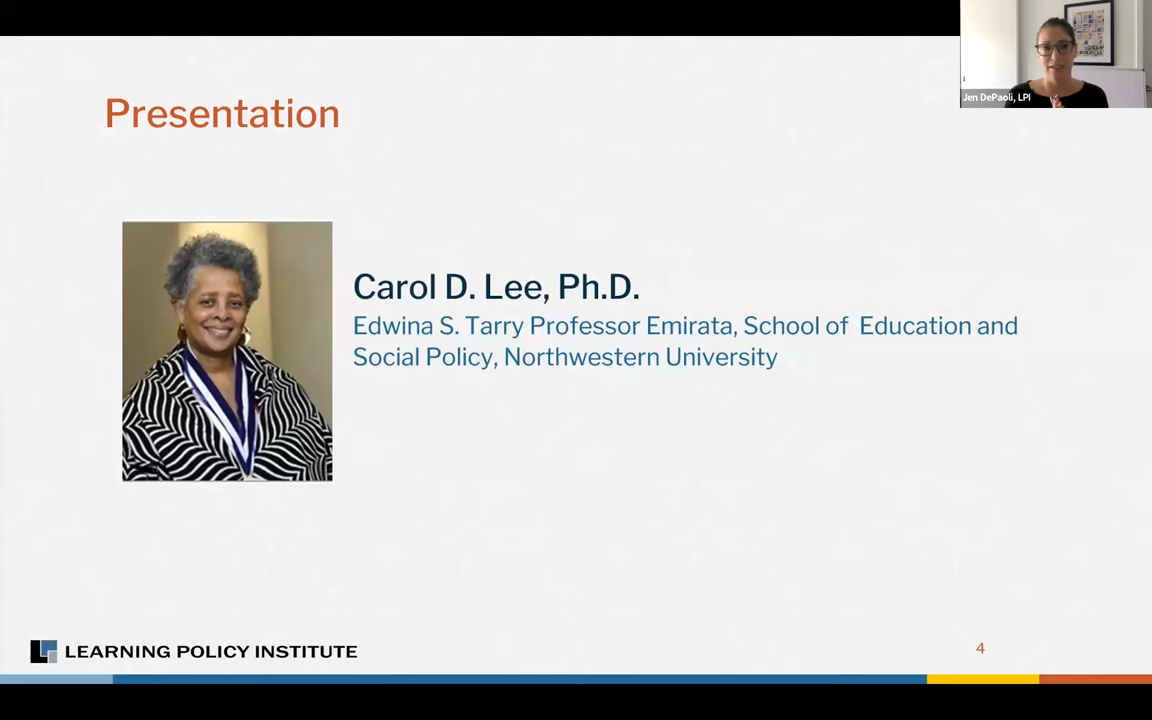 Presentation
Jen DePaoli, LPI
Carol D. Lee, Ph.D.
Edwina S. Tarry Professor Emirata, School of  Education and
Social Policy, Northwestern University
LEARNING POLICY INSTITUTE
4